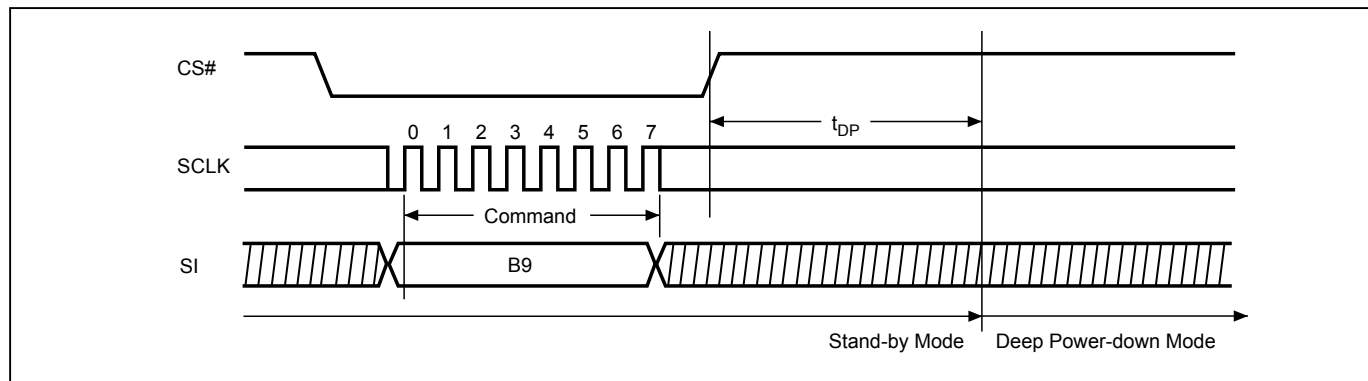 CS#
tDP
0 1 2 3 4 5 6 7
SCLK
Command
SI
B9
Stand-by Mode
Deep Power-down Mode